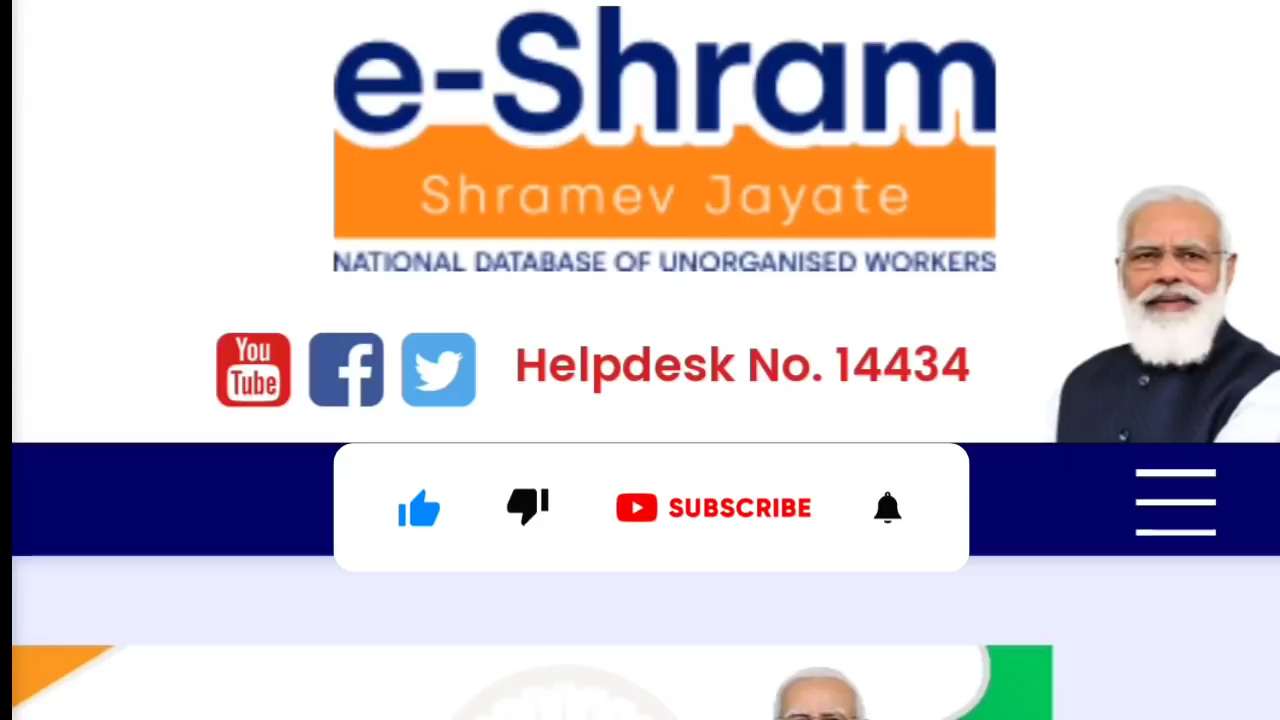 e-Shram
Shramev Jayate
NATIONAL DATABASE OF UNORGANISED WORKERS
You
Tube
Helpdesk No. 14434
SUBSCRIBE